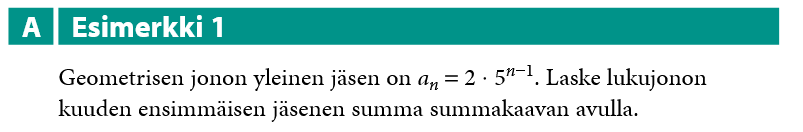 A Esimerkki 1
Geometrisen jonon yleinen jäsen on aₙ = 2 · 5ⁿ⁻¹. Laske lukujonon
kuuden ensimmäisen jäsenen summa summakaavan avulla.